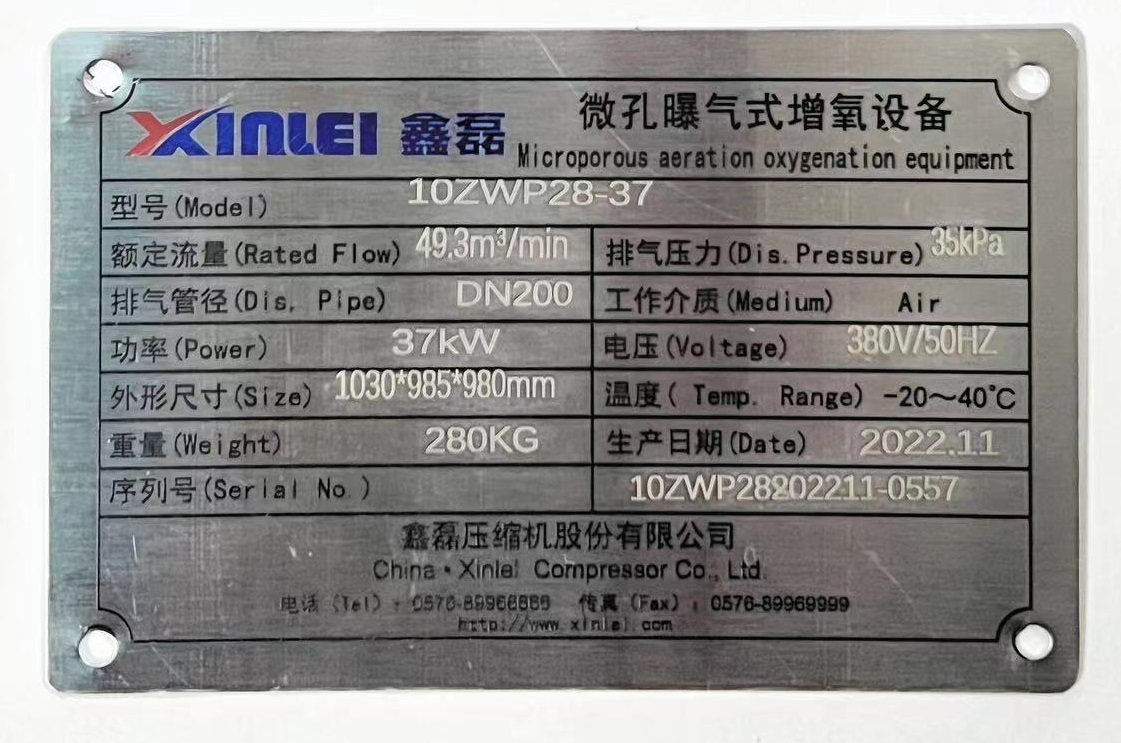 XINLEI 鑫磊 微孔曝气式增氧设备
Microporous aeration oxygenation equipment
型号(Model) 10ZWP28-37
额定流量(Rated Flow) 49.3m³/min 排气压力(Dis.Pressure) 35kPa
排气管径(Dis. Pipe) DN200 工作介质(Medium) Air
功率(Power) 37kW 电压(Voltage) 380V/50HZ
外形尺寸(Size) 1030*985*980mm 温度( Temp. Range) -20～40℃
重量(Weight) 280KG 生产日期(Date) 2022.11
序列号(Serial No.)
鑫磊压缩机股份有限公司
China·Xinlei Compressor Co., Ltd.
电话 (Tel) : 传真 (Fax) : 0576-89969999
http://www.xinlei.com